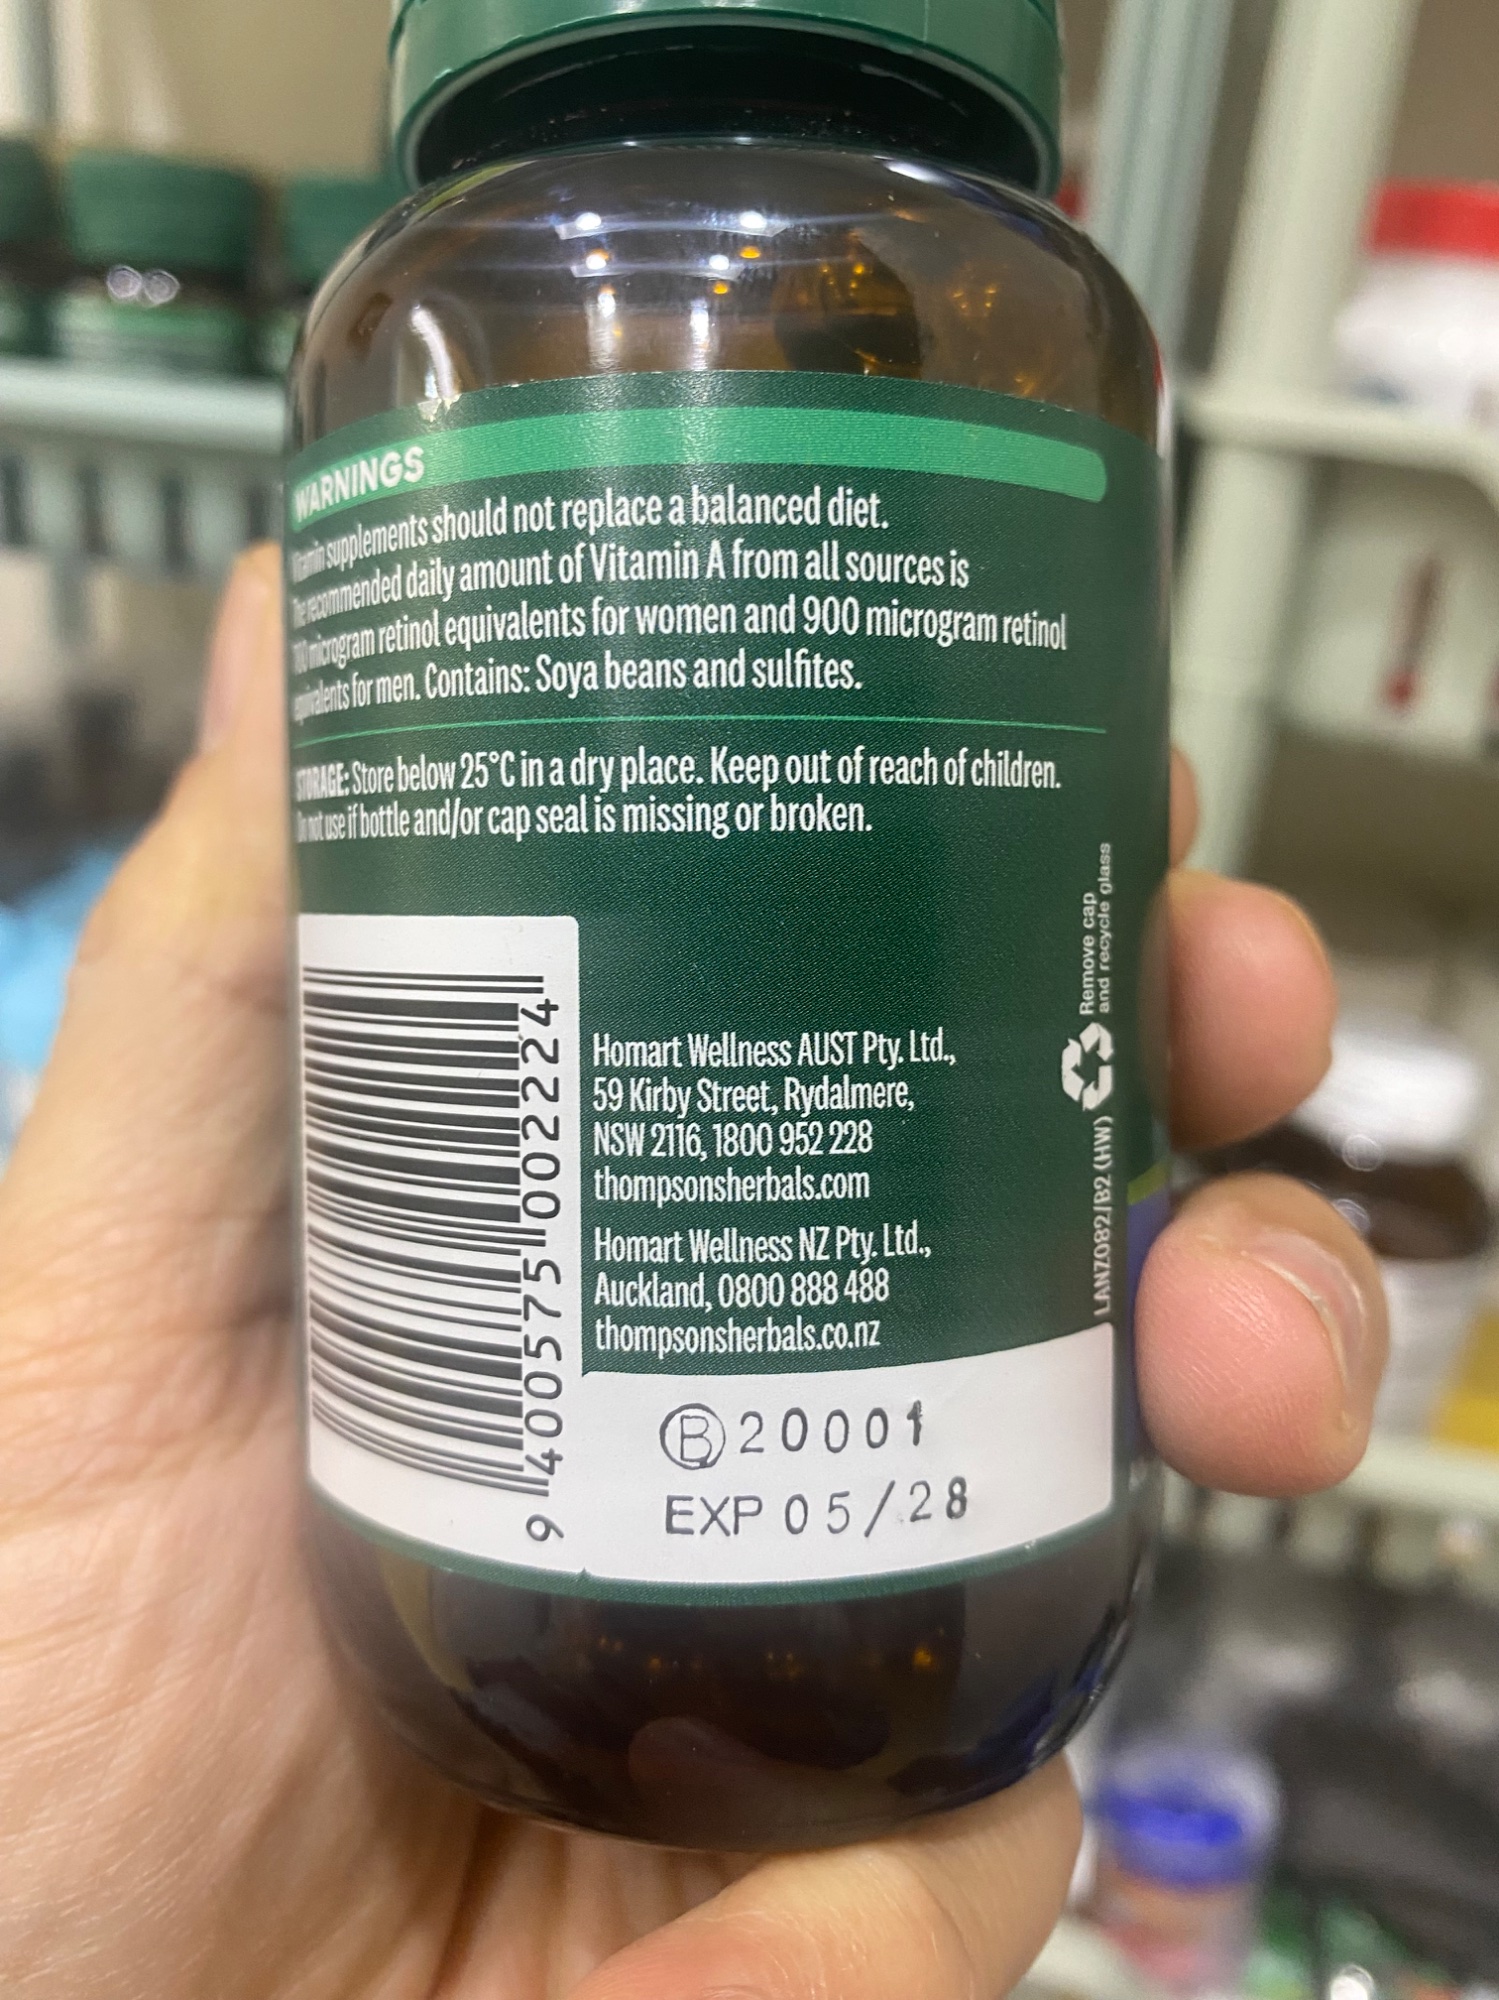 WARNINGS
Vitamin supplements should not replace a balanced diet.
The recommended daily amount of Vitamin A from all sources is
700 microgram retinol equivalents for women and 900 microgram retinol
equivalents for men. Contains: Soya beans and sulfites.
STORAGE: Store below 25°C in a dry place. Keep out of reach of children.
Do not use if bottle and/or cap seal is missing or broken.
Remove cap
and recycle glass
LANZ082/B2 (HW)
9 400575 002224
Homart Wellness AUST Pty. Ltd.,
59 Kirby Street, Rydalmere,
NSW 2116, 1800 952 228
thompsonsherbals.com
Homart Wellness NZ Pty. Ltd.,
Auckland, 0800 888 488
thompsonsherbals.co.nz
B 20001
EXP 05/28